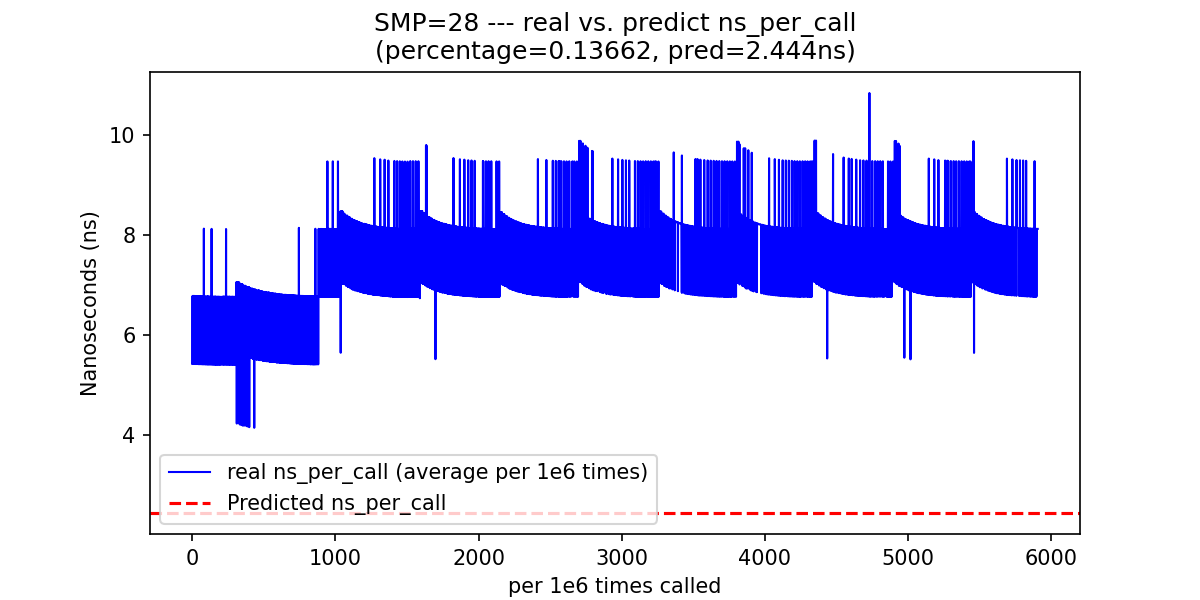 SMP=28 --- real vs. predict ns_per_call
(percentage=0.13662, pred=2.444ns)
Nanoseconds (ns)
10
8
6
4
real ns_per_call (average per 1e6 times)
Predicted ns_per_call
0
1000
2000
3000
4000
5000
6000
per 1e6 times called